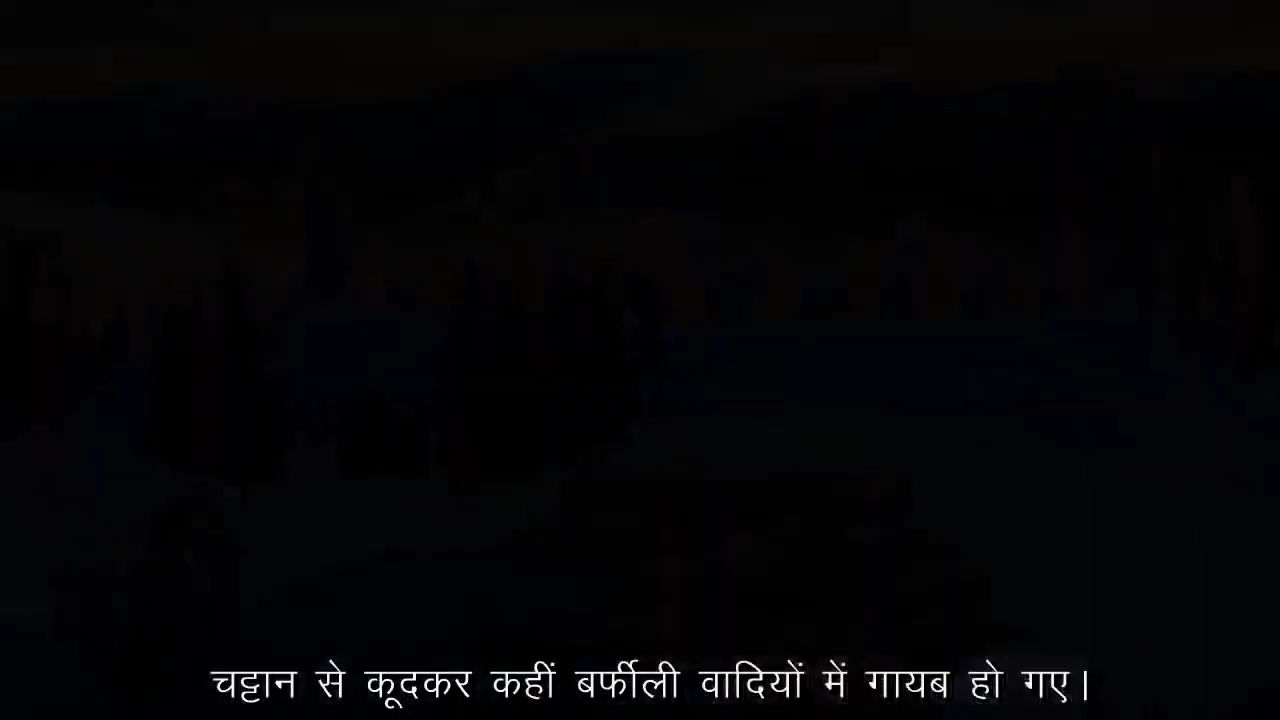 चट्टान से कूदकर कहीं बर्फीली वादियों में गायब हो गए।